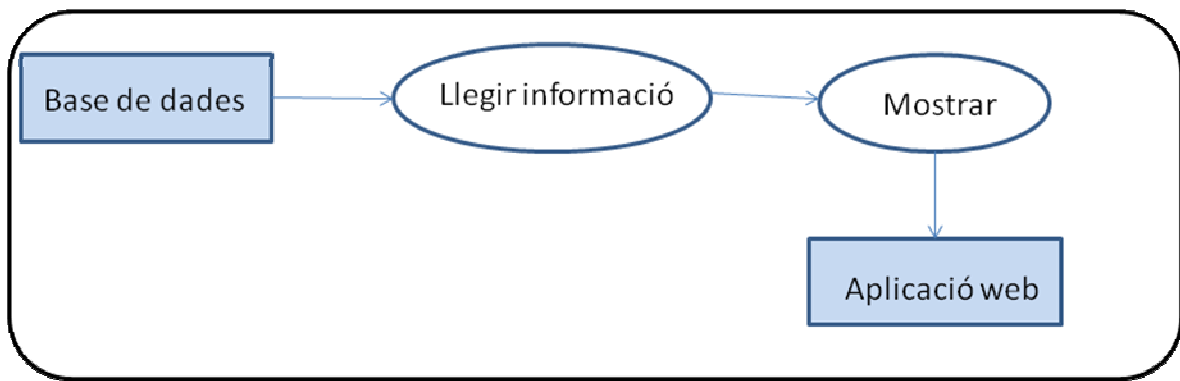 Base de dades
Llegir informació
Mostrar
Aplicació web